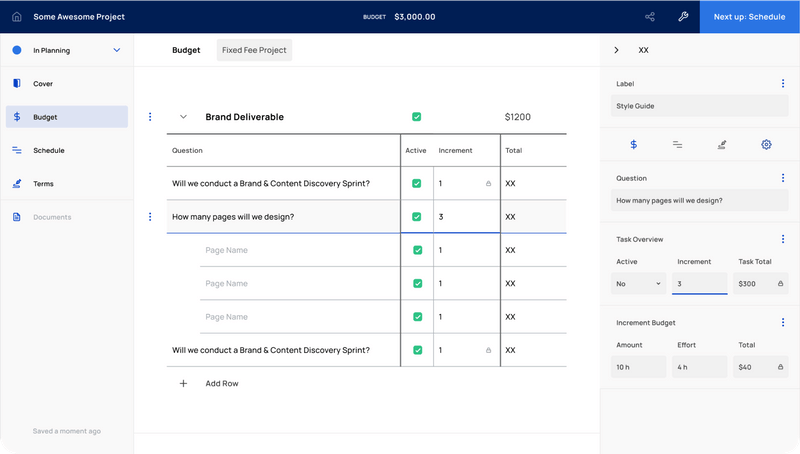 Some Awesome Project
BUDGET $3,000.00
Next up: Schedule
In Planning
Cover
Budget
Schedule
Terms
Documents
Saved a moment ago
Budget
Fixed Fee Project
Brand Deliverable $1200
Question Active Increment Total
Will we conduct a Brand & Content Discovery Sprint? 1 XX
How many pages will we design? 3 XX
Page Name 1 XX
Page Name 1 XX
Page Name 1 XX
Will we conduct a Brand & Content Discovery Sprint? 1 XX
Add Row
XX
Label
Style Guide
$
Question
How many pages will we design?
Task Overview
Active Increment Task Total
No 3 $300
Increment Budget
Amount Effort Total
10 h 4 h $40